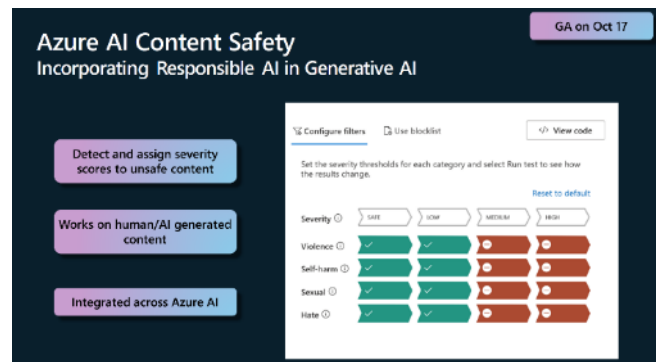 GA on Oct 17
Azure AI Content Safety
Incorporating Responsible AI in Generative AI
Detect and assign severity
scores to unsafe content
Works on human/AI generated
content
Integrated across Azure AI
Configure filters
Use blocklist
</> View code
Set the severity thresholds for each category and select Run test to see how
the results change.
Reset to default
Severity
SAFE
LOW
MEDIUM
HIGH
Violence
Self-harm
Sexual
Hate